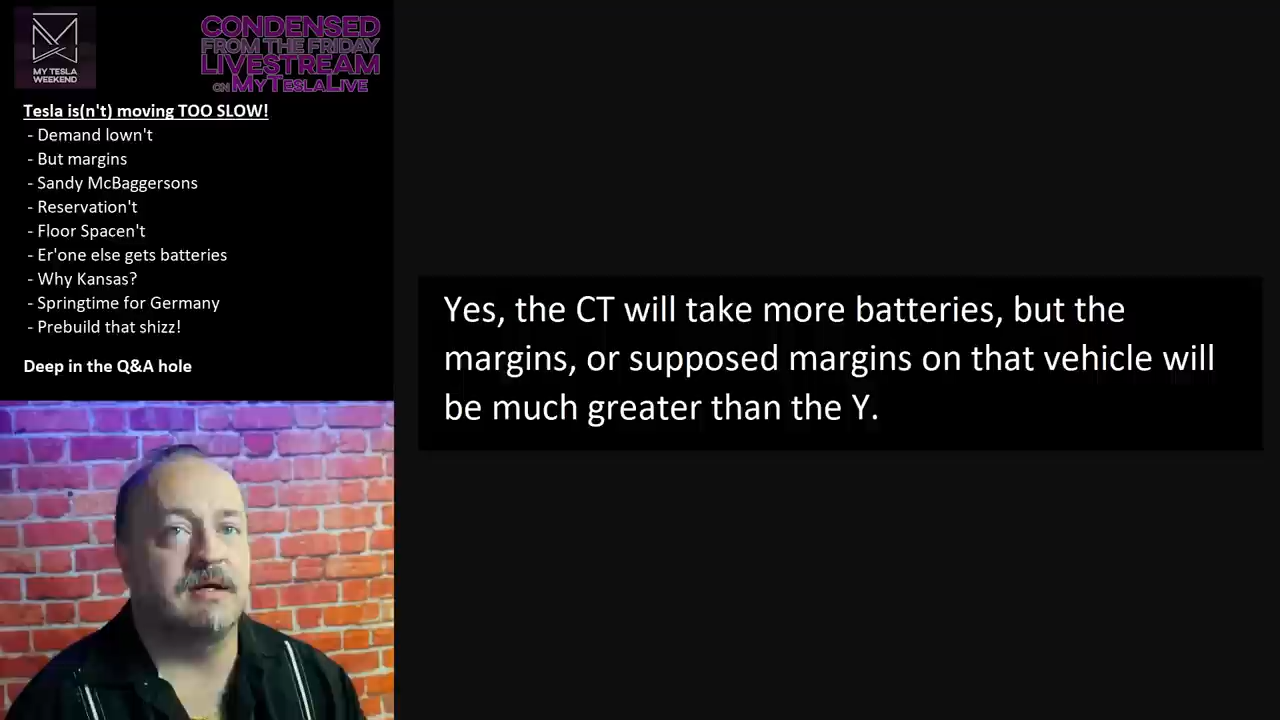 MY TESLA
WEEKEND
CONDENSED
FROM THE FRIDAY
LIVESTREAM
ON MYTESLALIVE
Tesla is(n't) moving TOO SLOW!
- Demand lown't
- But margins
- Sandy McBaggersons
- Reservation't
- Floor Spacen't
- Er'one else gets batteries
- Why Kansas?
- Springtime for Germany
- Prebuild that shizz!
Deep in the Q&A hole
Yes, the CT will take more batteries, but the
margins, or supposed margins on that vehicle will
be much greater than the Y.